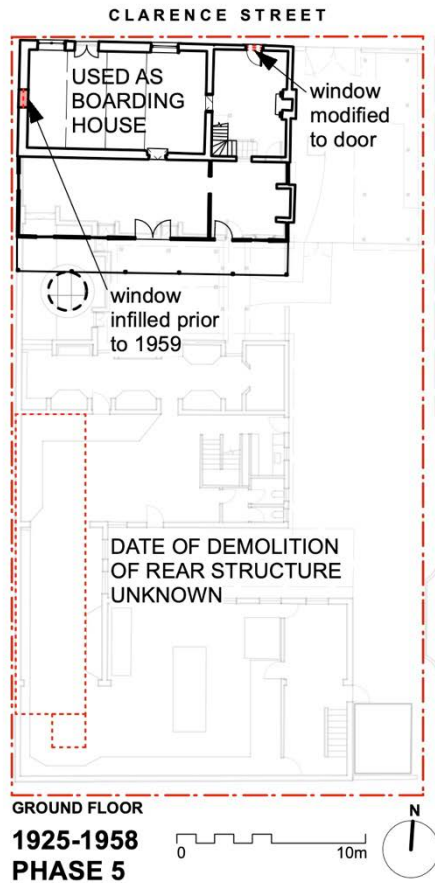 CLARENCE STREET
USED AS
BOARDING
HOUSE
window
modified
to door
window
infilled prior
to 1959
DATE OF DEMOLITION
OF REAR STRUCTURE
UNKNOWN
GROUND FLOOR
1925-1958
PHASE 5
0
10m
N